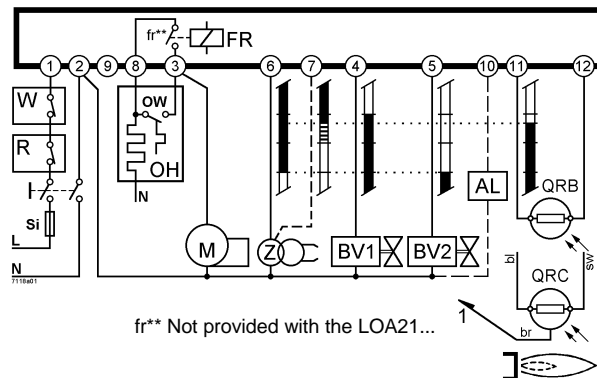 fr** FR
1 2 9 8 3 6 7 4 5 10 11 12
W
OW
R
OH
AL
QRB
Si
N
L
M
Z
BV1
BV2
bl
sw
N
7118a01
QRC
1
br
fr** Not provided with the LOA21...